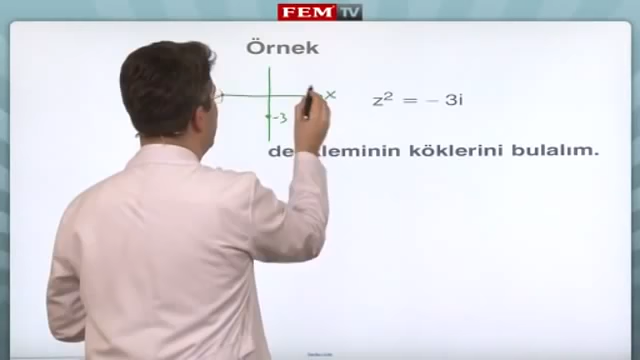 FEM TV
Örnek
x
-3
z² = – 3i
denkleminin köklerini bulalım.